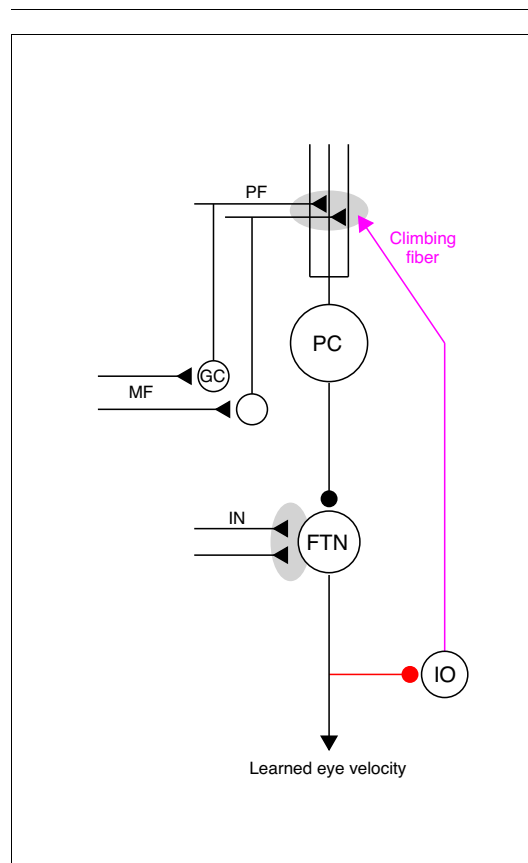 PF
Climbing
fiber
PC
GC
MF
IN
FTN
IO
Learned eye velocity